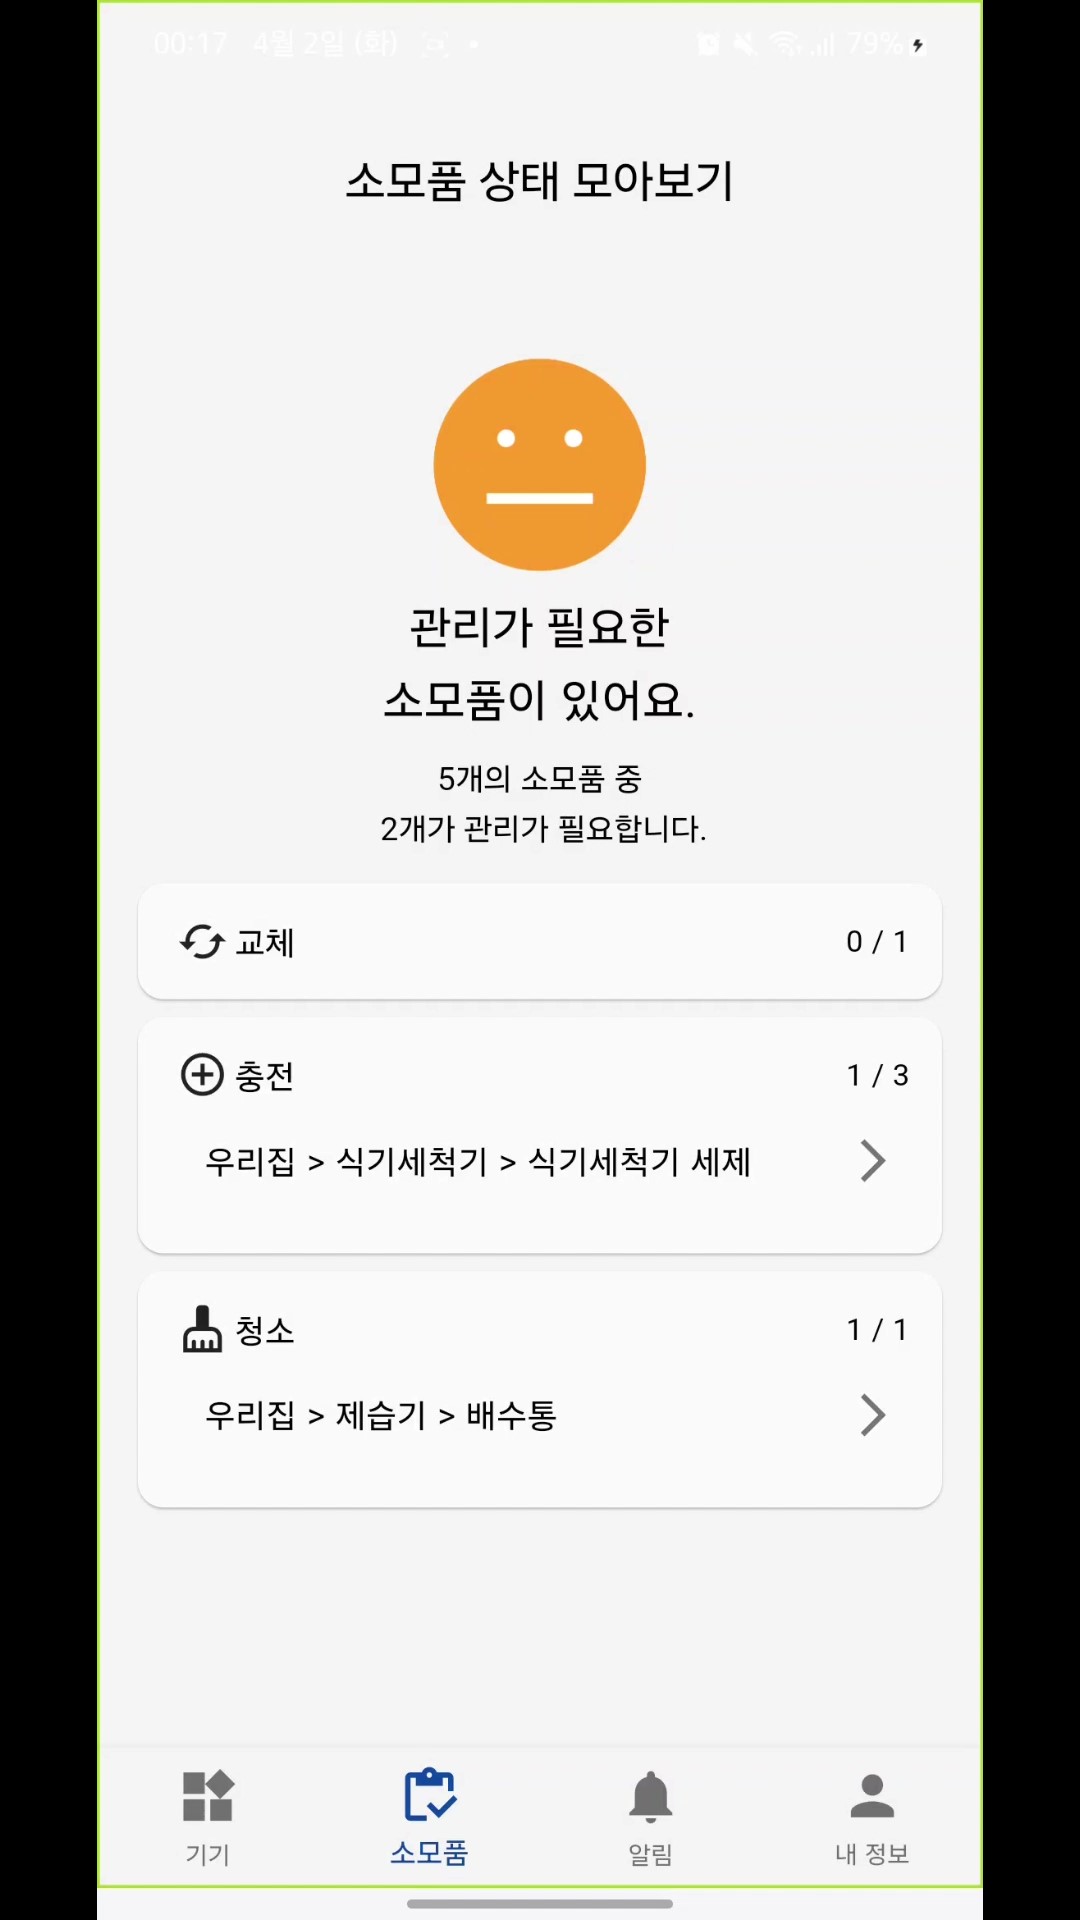 00:17 4월 2일 (화) 79%
소모품 상태 모아보기
관리가 필요한
소모품이 있어요.
5개의 소모품 중
2개가 관리가 필요합니다.
교체 0 / 1
충전 1 / 3
우리집 > 식기세척기 > 식기세척기 세제
청소 1 / 1
우리집 > 제습기 > 배수통
기기 소모품 알림 내 정보